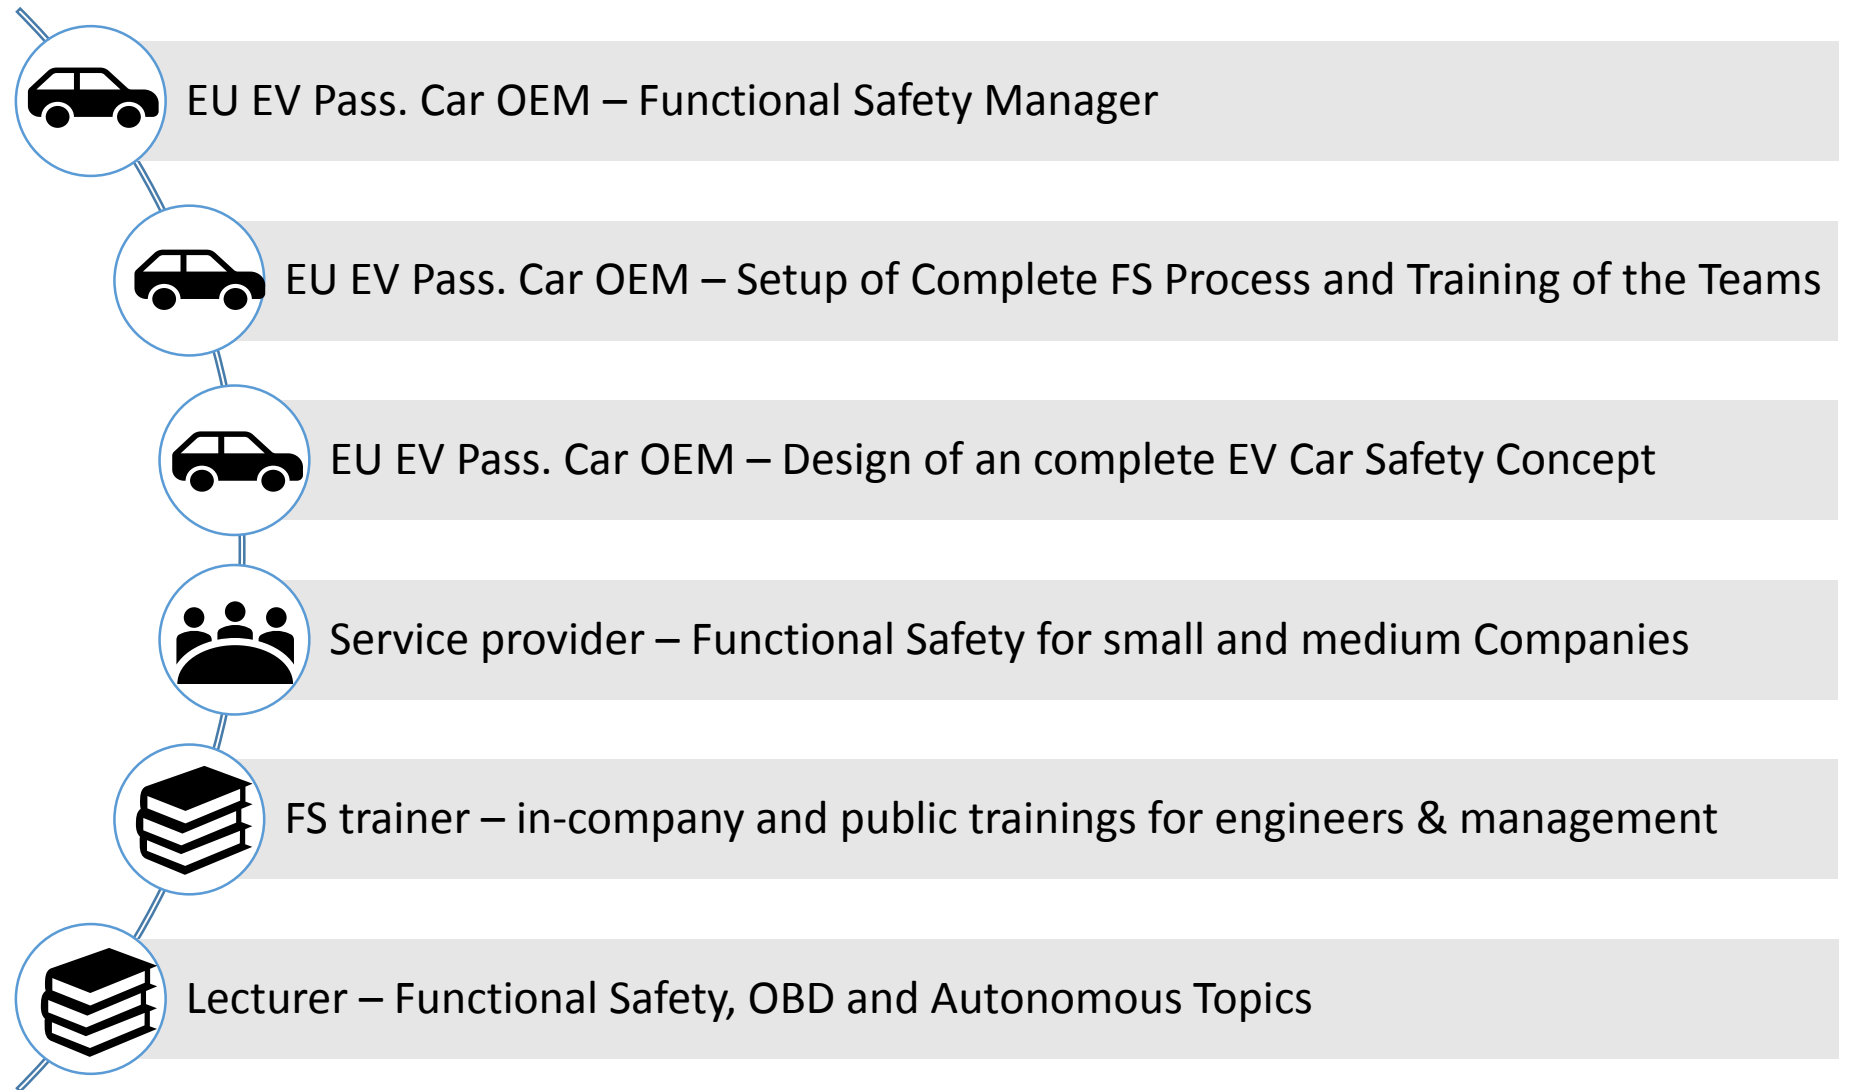 EU EV Pass. Car OEM – Functional Safety Manager
EU EV Pass. Car OEM – Setup of Complete FS Process and Training of the Teams
EU EV Pass. Car OEM – Design of an complete EV Car Safety Concept
Service provider – Functional Safety for small and medium Companies
FS trainer – in-company and public trainings for engineers & management
Lecturer – Functional Safety, OBD and Autonomous Topics